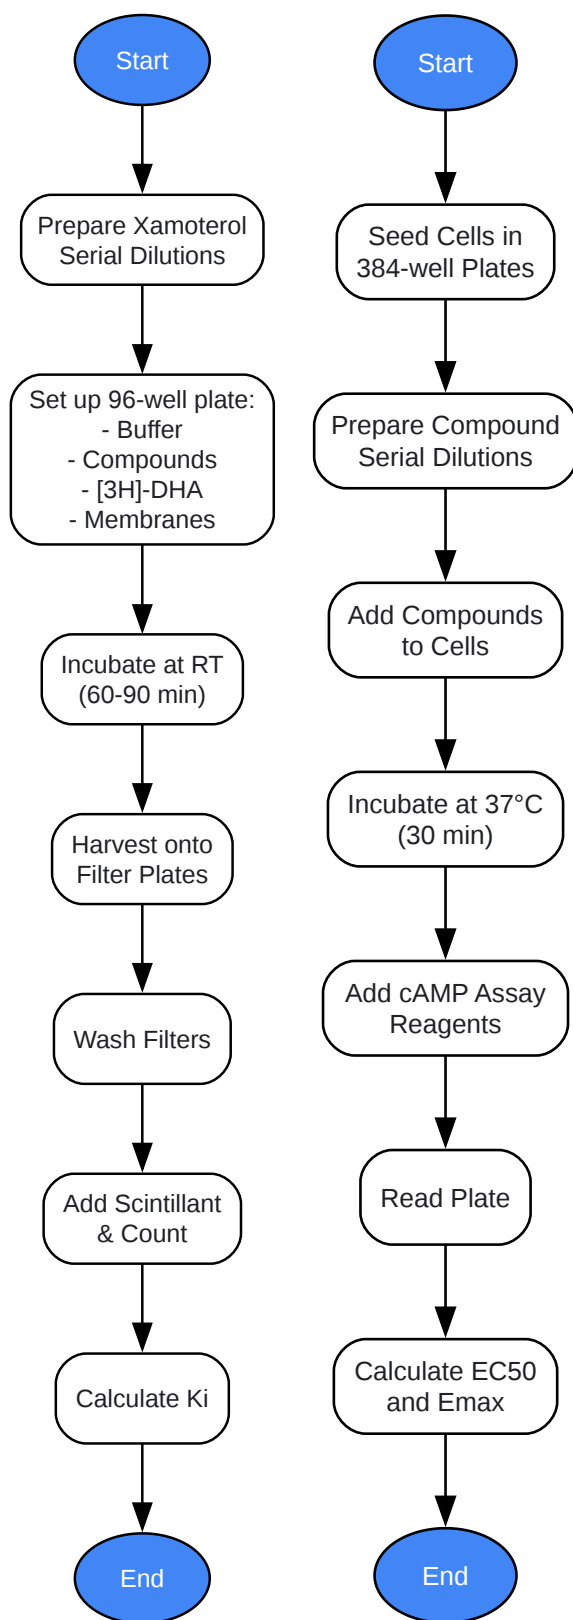 Start
Prepare Xamoterol
Serial Dilutions
Set up 96-well plate:
- Buffer
- Compounds
- [3H]-DHA
- Membranes
Incubate at RT
(60-90 min)
Harvest onto
Filter Plates
Wash Filters
Add Scintillant
& Count
Calculate Ki
End
Start
Seed Cells in
384-well Plates
Prepare Compound
Serial Dilutions
Add Compounds
to Cells
Incubate at 37°C
(30 min)
Add cAMP Assay
Reagents
Read Plate
Calculate EC50
and Emax
End